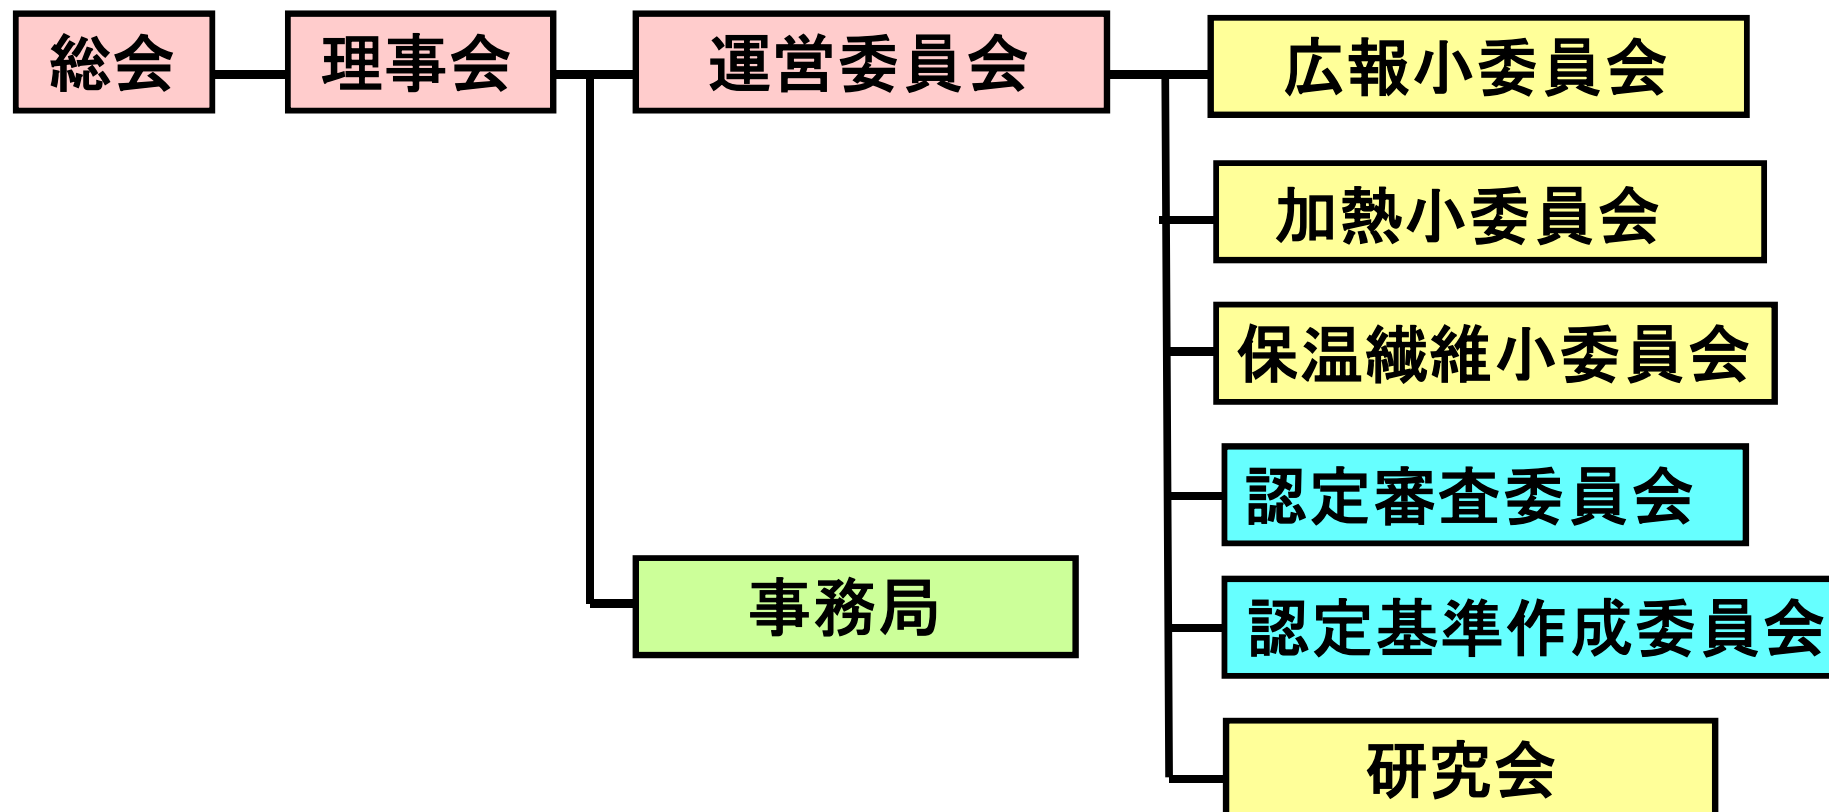 総会
理事会
運営委員会
広報小委員会
加熱小委員会
保温繊維小委員会
認定審査委員会
事務局
認定基準作成委員会
研究会